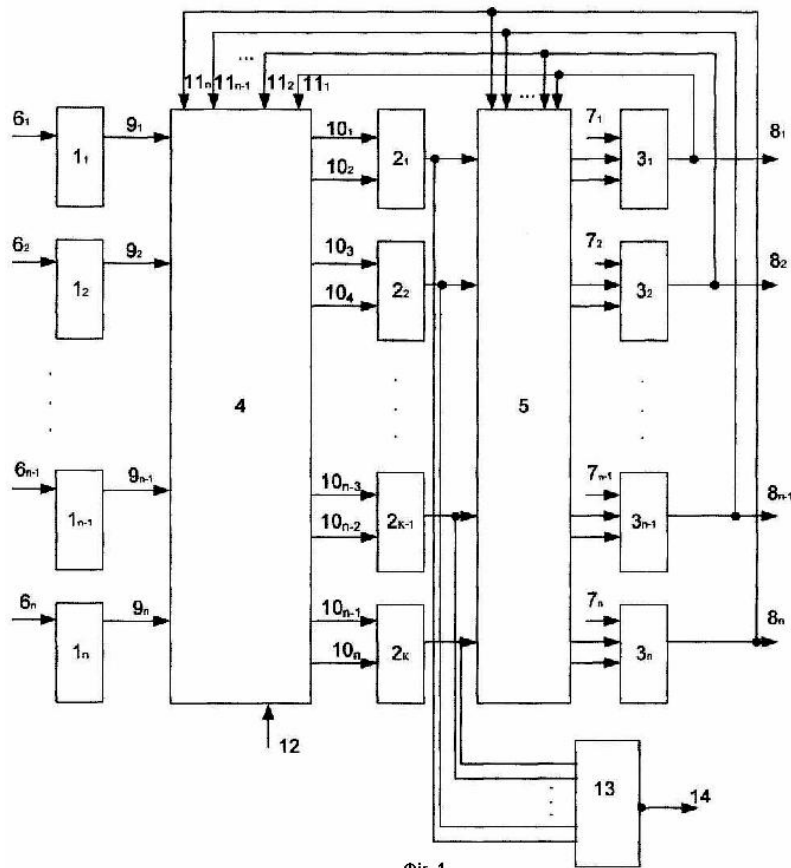 ...
11ₙ 11ₙ₋₁ 11₂ 11₁
...
6₁ 1₁ 9₁ 10₁ 2₁ 7₁ 3₁ 8₁
10₂
6₂ 1₂ 9₂ 10₃ 2₂ 7₂ 3₂ 8₂
10₄
4 5
6ₙ₋₁ 1ₙ₋₁ 9ₙ₋₁ 10ₙ₋₃ 2ₖ₋₁ 7ₙ₋₁ 3ₙ₋₁ 8ₙ₋₁
10ₙ₋₂
6ₙ 1ₙ 9ₙ 10ₙ₋₁ 2ₖ 7ₙ 3ₙ 8ₙ
10ₙ
12
13 14